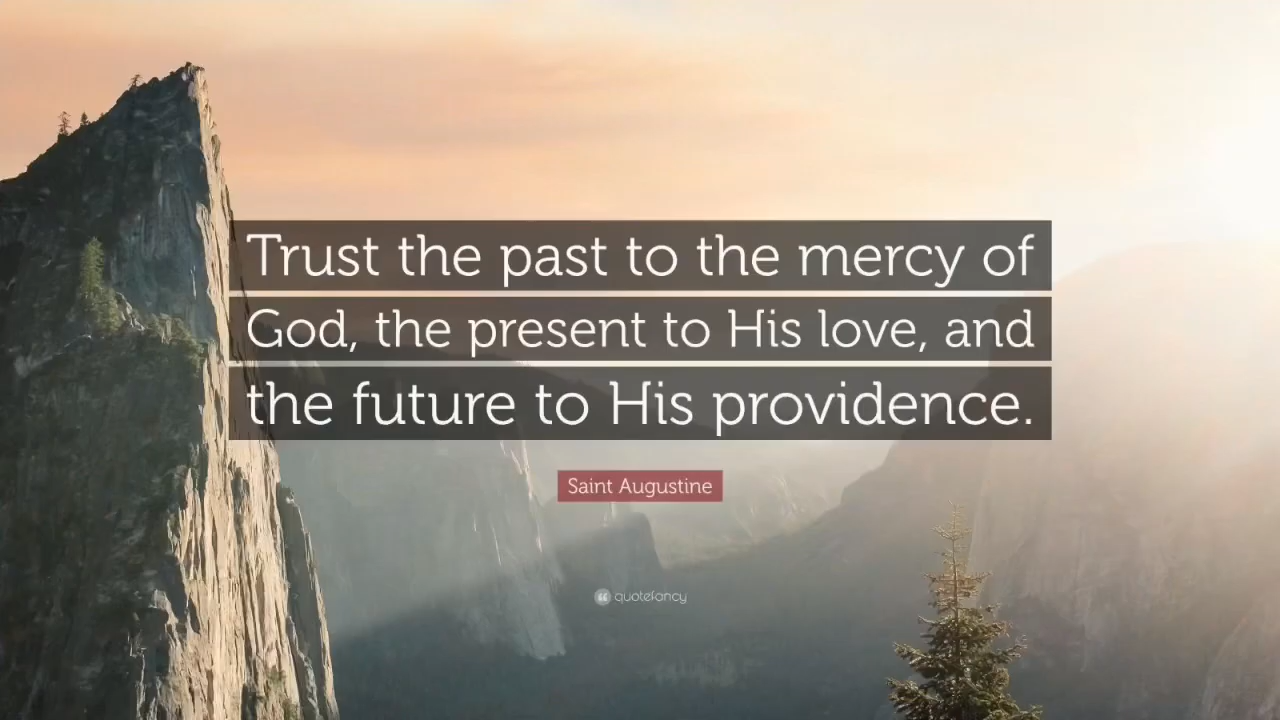 Trust the past to the mercy of
God, the present to His love, and
the future to His providence.
Saint Augustine
quotefancy